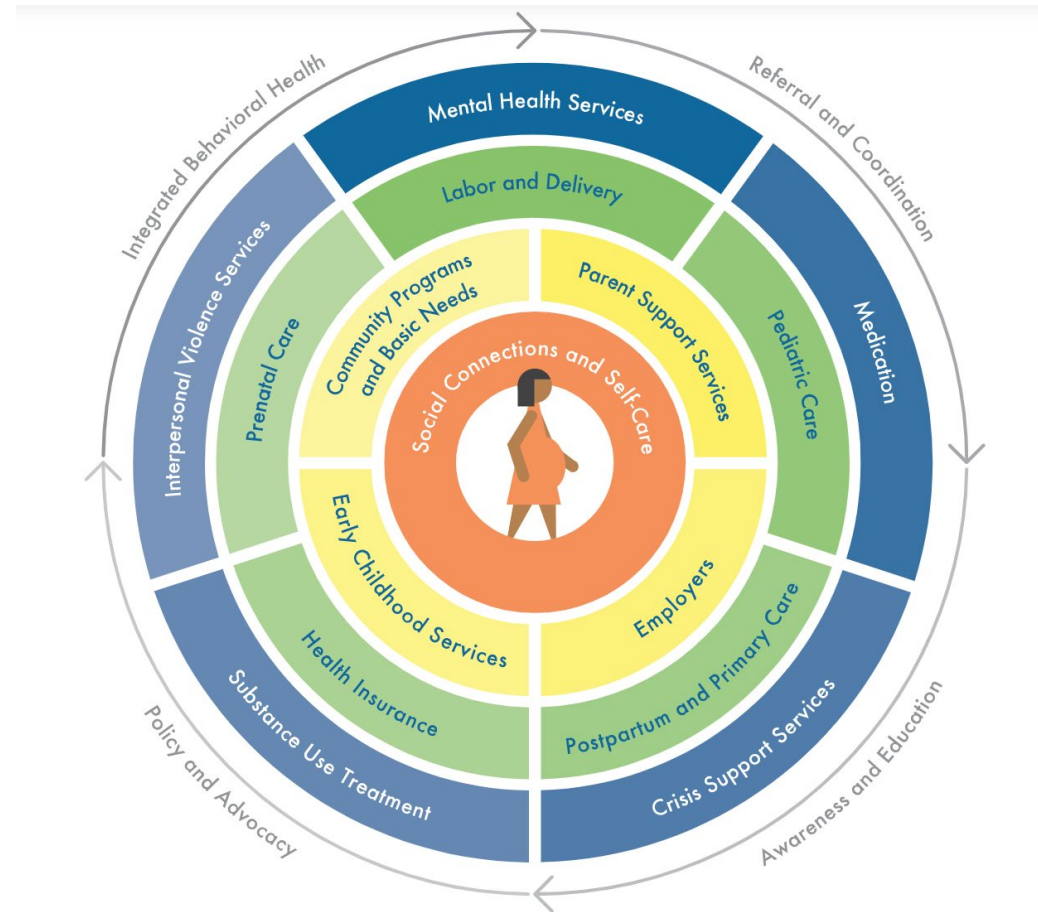 Integrated Behavioral Health
Referral and Coordination
Mental Health Services
Labor and Delivery
Interpersonal Violence Services
Prenatal Care
Community Programs
and Basic Needs
Parent Support Services
Pediatric Care
Medication
Social Connections and Self-Care
Early Childhood Services
Employers
Health Insurance
Postpartum and Primary Care
Substance Use Treatment
Crisis Support Services
Policy and Advocacy
Awareness and Education